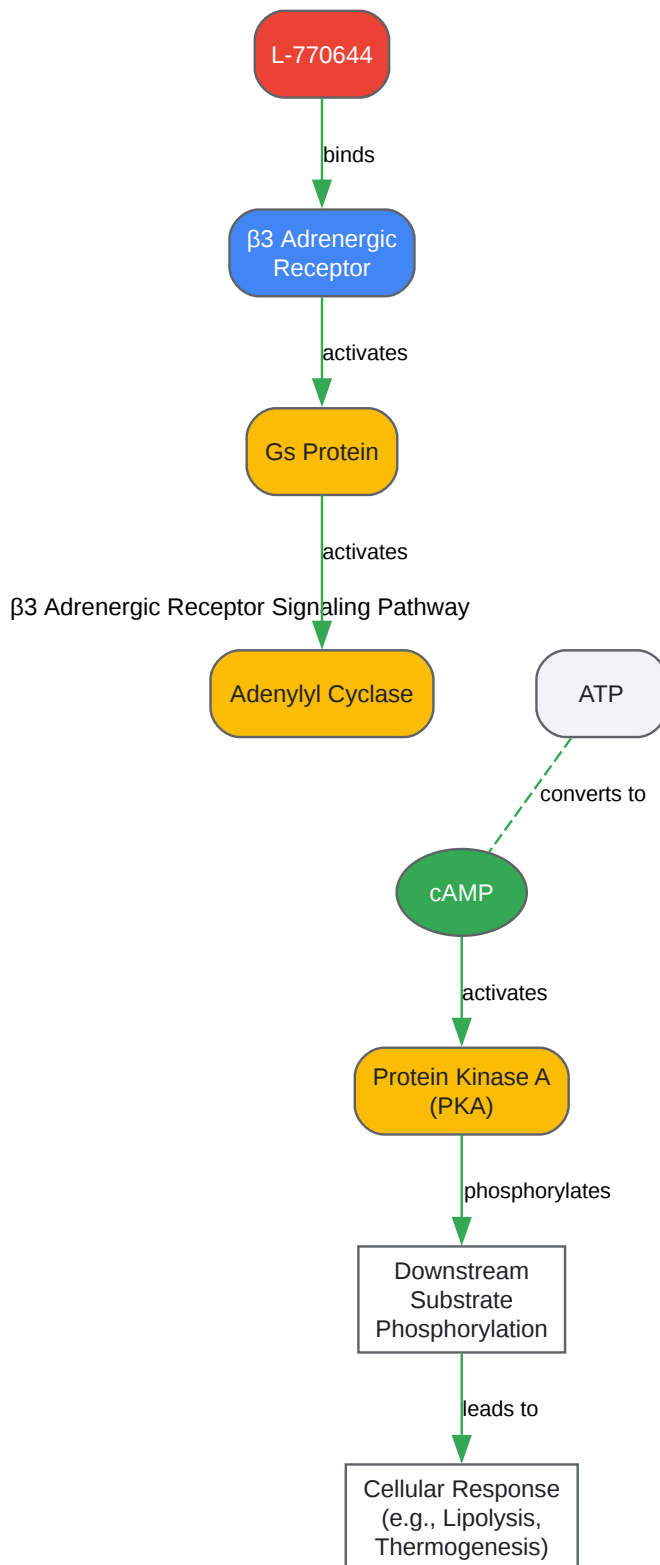 L-770644
binds
β3 Adrenergic
Receptor
activates
Gs Protein
activates
β3 Adrenergic Receptor Signaling Pathway
Adenylyl Cyclase
ATP
converts to
cAMP
activates
Protein Kinase A
(PKA)
phosphorylates
Downstream
Substrate
Phosphorylation
leads to
Cellular Response
(e.g., Lipolysis,
Thermogenesis)